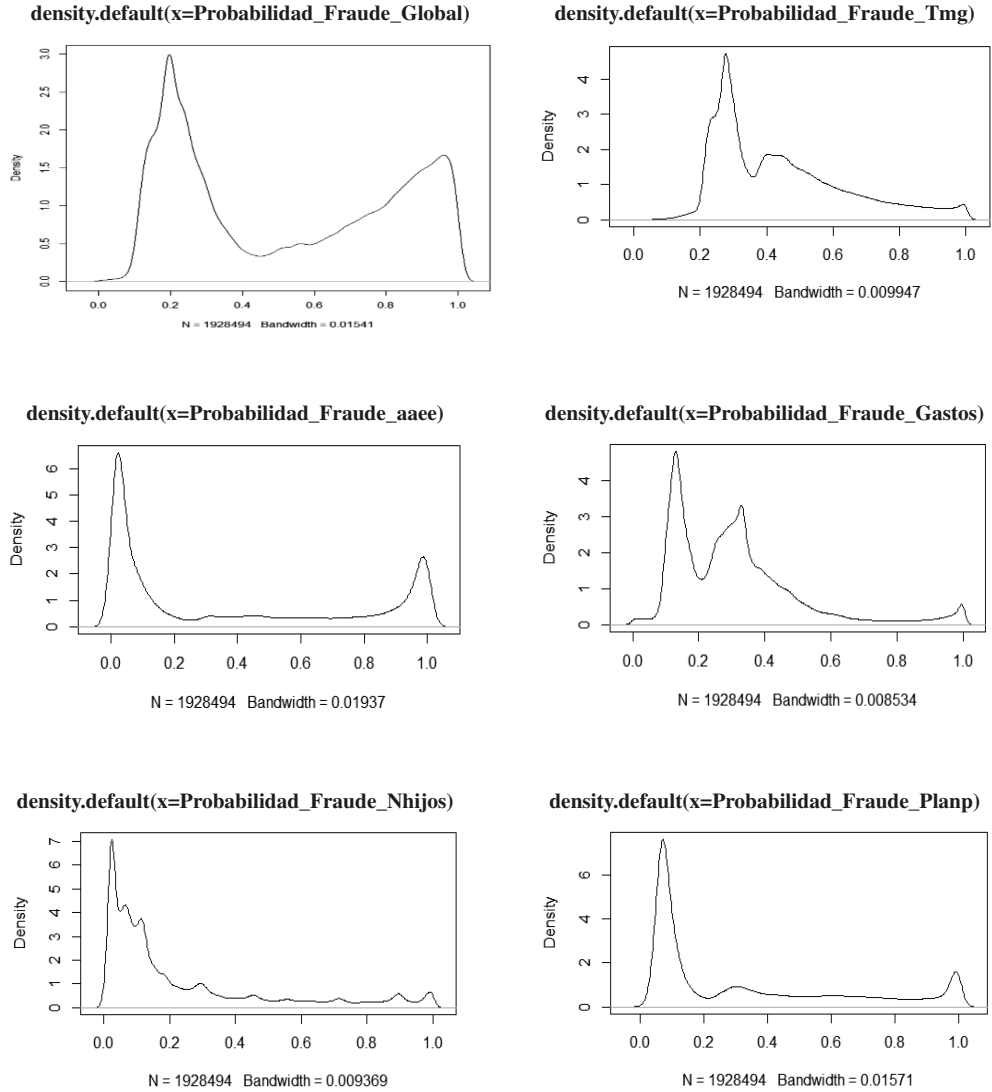 density.default(x=Probabilidad_Fraude_Global)
Density
0.0 0.5 1.0 1.5 2.0 2.5 3.0
0.0 0.2 0.4 0.6 0.8 1.0
N = 1928494 Bandwidth = 0.01541
density.default(x=Probabilidad_Fraude_Tmg)
Density
0 1 2 3 4
0.0 0.2 0.4 0.6 0.8 1.0
N = 1928494 Bandwidth = 0.009947
density.default(x=Probabilidad_Fraude_aaee)
Density
0 1 2 3 4 5 6
0.0 0.2 0.4 0.6 0.8 1.0
N = 1928494 Bandwidth = 0.01937
density.default(x=Probabilidad_Fraude_Gastos)
Density
0 1 2 3 4
0.0 0.2 0.4 0.6 0.8 1.0
N = 1928494 Bandwidth = 0.008534
density.default(x=Probabilidad_Fraude_Nhijos)
Density
0 1 2 3 4 5 6 7
0.0 0.2 0.4 0.6 0.8 1.0
N = 1928494 Bandwidth = 0.009369
density.default(x=Probabilidad_Fraude_Planp)
Density
0 2 4 6
0.0 0.2 0.4 0.6 0.8 1.0
N = 1928494 Bandwidth = 0.01571